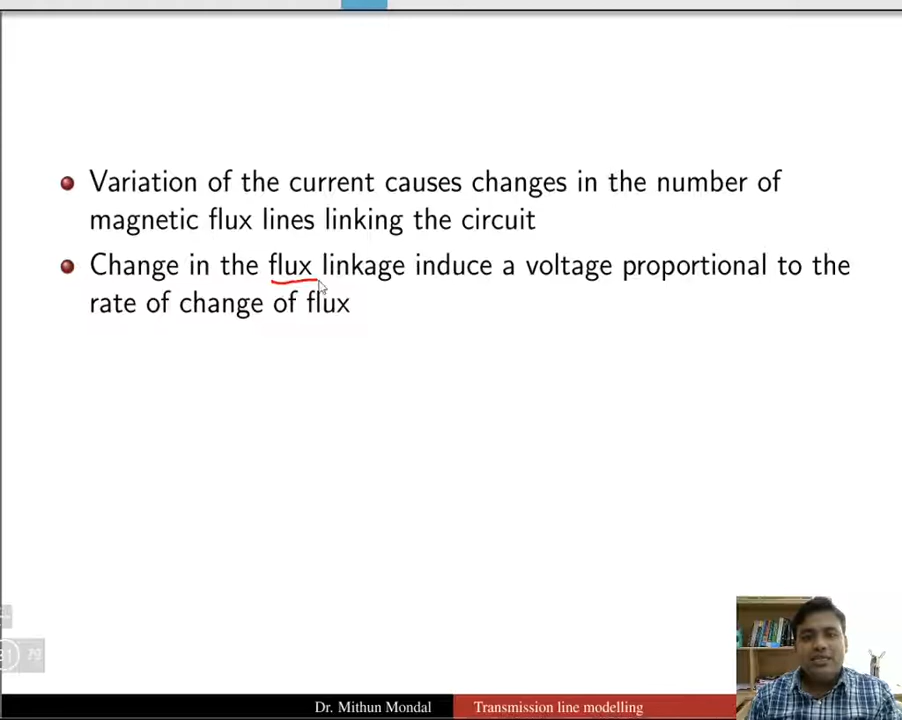 Variation of the current causes changes in the number of
magnetic flux lines linking the circuit
Change in the flux linkage induce a voltage proportional to the
rate of change of flux
79
Dr. Mithun Mondal
Transmission line modelling